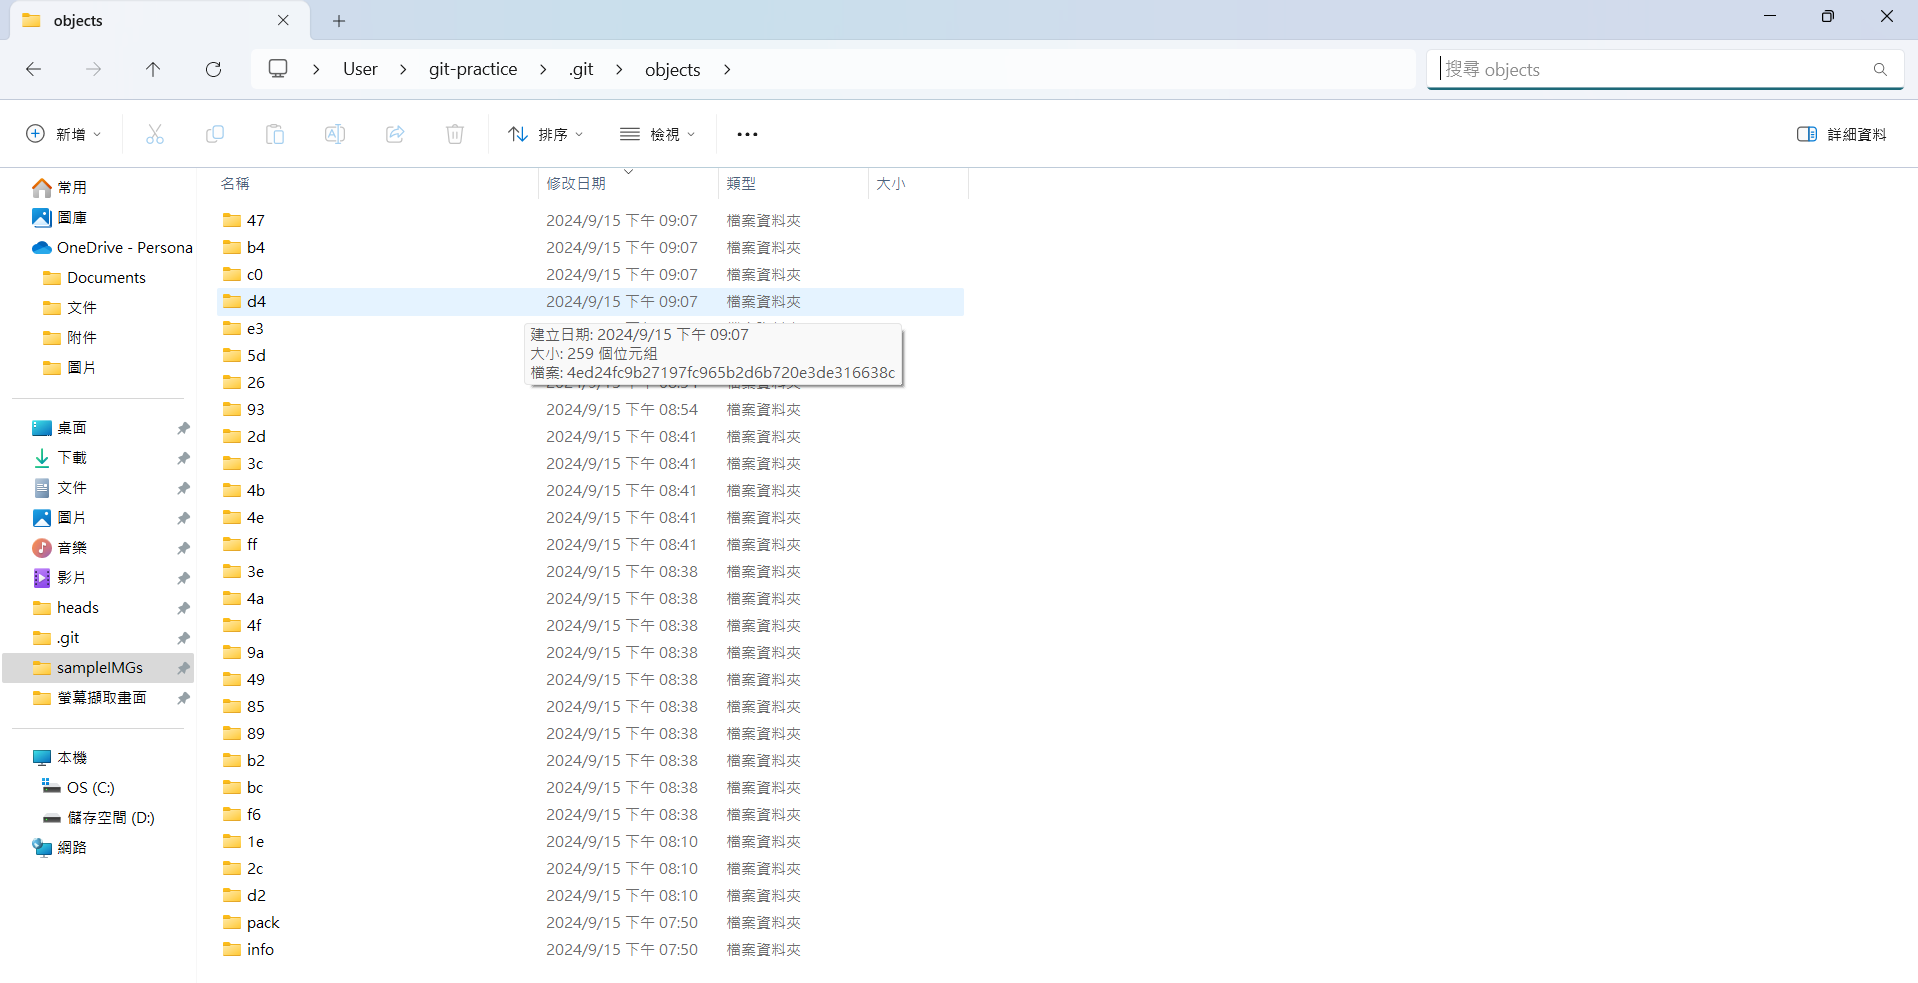 objects
User > git-practice > .git > objects >
搜尋 objects
新增
排序
檢視
詳細資料
常用
圖庫
OneDrive - Persona
Documents
文件
附件
圖片
桌面
下載
文件
圖片
音樂
影片
heads
.git
sampleIMGs
螢幕擷取畫面
本機
OS (C:)
儲存空間 (D:)
網路
名稱 修改日期 類型 大小
47 2024/9/15 下午 09:07 檔案資料夾
b4 2024/9/15 下午 09:07 檔案資料夾
c0 2024/9/15 下午 09:07 檔案資料夾
d4 2024/9/15 下午 09:07 檔案資料夾
e3
5d
26
建立日期: 2024/9/15 下午 09:07
大小: 259 個位元組
檔案: 4ed24fc9b27197fc965b2d6b720e3de316638c
93 2024/9/15 下午 08:54 檔案資料夾
2d 2024/9/15 下午 08:41 檔案資料夾
3c 2024/9/15 下午 08:41 檔案資料夾
4b 2024/9/15 下午 08:41 檔案資料夾
4e 2024/9/15 下午 08:41 檔案資料夾
ff 2024/9/15 下午 08:41 檔案資料夾
3e 2024/9/15 下午 08:38 檔案資料夾
4a 2024/9/15 下午 08:38 檔案資料夾
4f 2024/9/15 下午 08:38 檔案資料夾
9a 2024/9/15 下午 08:38 檔案資料夾
49 2024/9/15 下午 08:38 檔案資料夾
85 2024/9/15 下午 08:38 檔案資料夾
89 2024/9/15 下午 08:38 檔案資料夾
b2 2024/9/15 下午 08:38 檔案資料夾
bc 2024/9/15 下午 08:38 檔案資料夾
f6 2024/9/15 下午 08:38 檔案資料夾
1e 2024/9/15 下午 08:10 檔案資料夾
2c 2024/9/15 下午 08:10 檔案資料夾
d2 2024/9/15 下午 08:10 檔案資料夾
pack 2024/9/15 下午 07:50 檔案資料夾
info 2024/9/15 下午 07:50 檔案資料夾